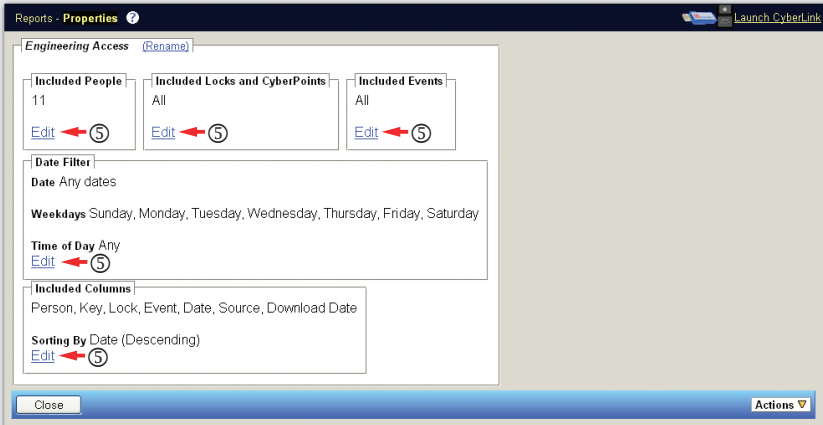 Reports - Properties ?
Launch CyberLink
Engineering Access (Rename)
Included People
11
Edit ⑤
Included Locks and CyberPoints
All
Edit ⑤
Included Events
All
Edit ⑤
Date Filter
Date Any dates
Weekdays Sunday, Monday, Tuesday, Wednesday, Thursday, Friday, Saturday
Time of Day Any
Edit ⑤
Included Columns
Person, Key, Lock, Event, Date, Source, Download Date
Sorting By Date (Descending)
Edit ⑤
Close
Actions